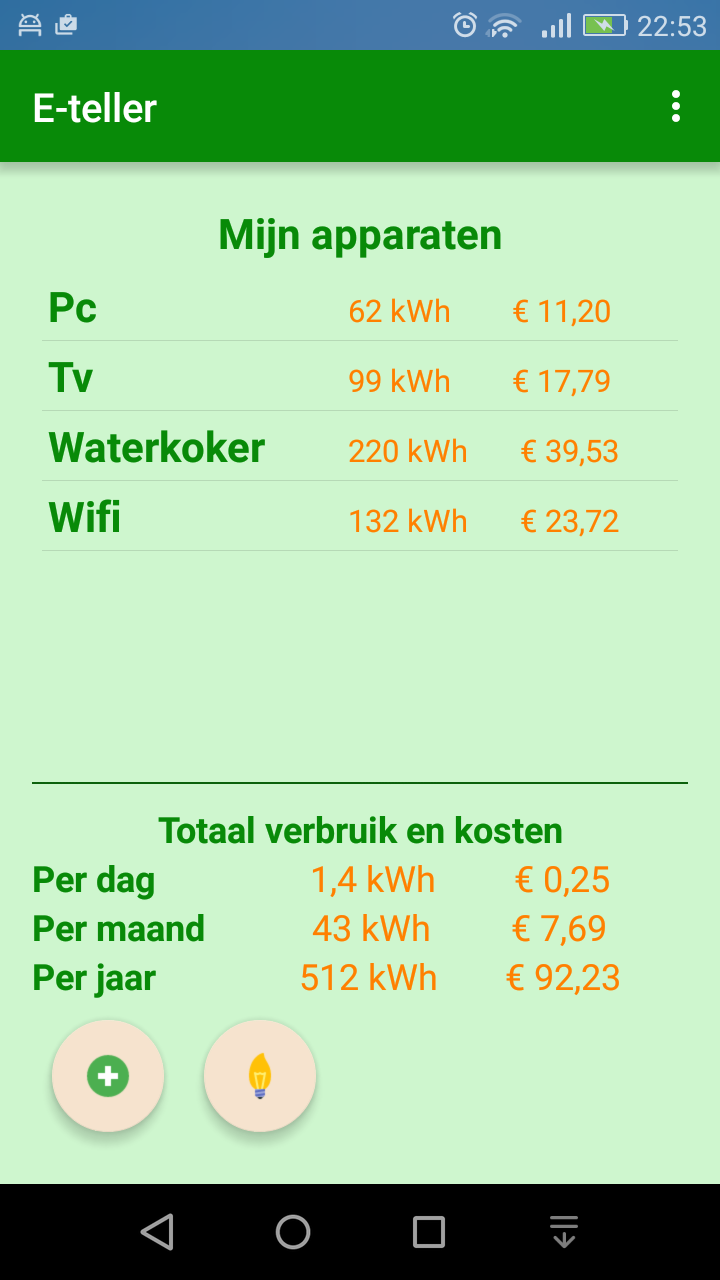 22:53
E-teller
Mijn apparaten
Pc 62 kWh € 11,20
Tv 99 kWh € 17,79
Waterkoker 220 kWh € 39,53
Wifi 132 kWh € 23,72
Totaal verbruik en kosten
Per dag 1,4 kWh € 0,25
Per maand 43 kWh € 7,69
Per jaar 512 kWh € 92,23